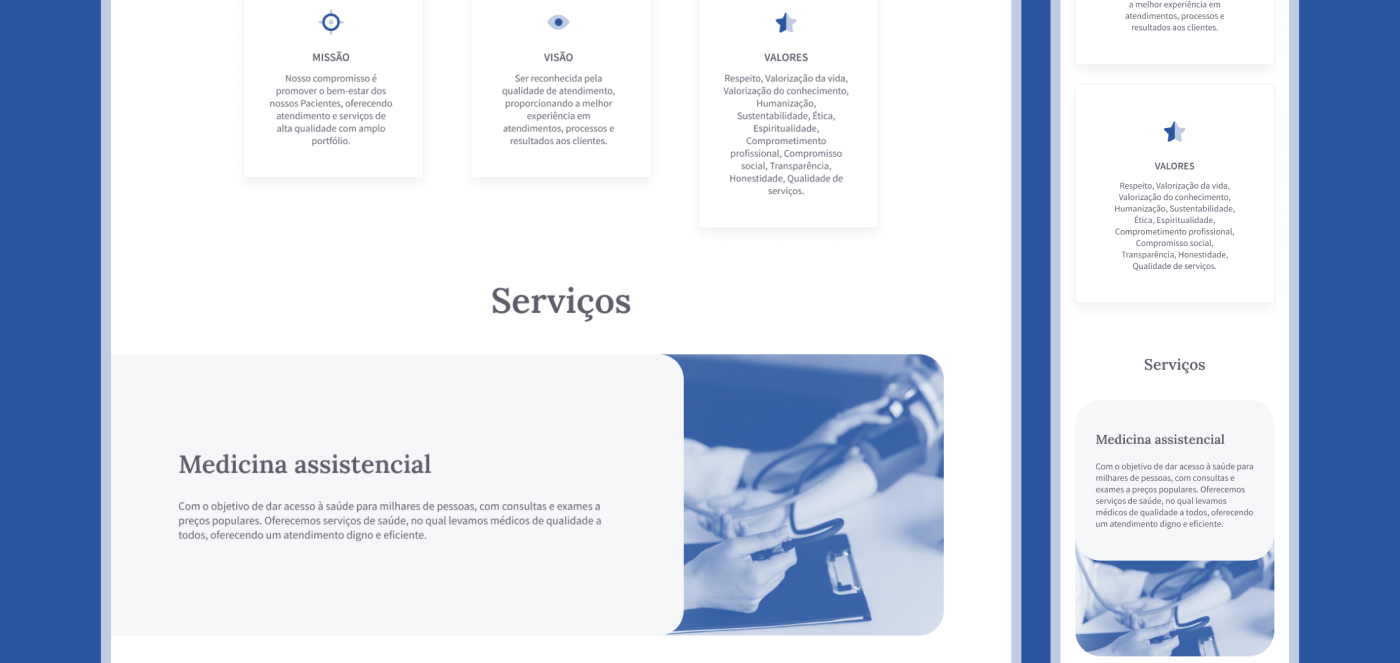 MISSÃO
Nosso compromisso é
promover o bem-estar dos
nossos Pacientes, oferecendo
atendimento e serviços de
alta qualidade com amplo
portfólio.
VISÃO
Ser reconhecida pela
qualidade de atendimento,
proporcionando a melhor
experiência em
atendimentos, processos e
resultados aos clientes.
VALORES
Respeito, Valorização da vida,
Valorização do conhecimento,
Humanização,
Sustentabilidade, Ética,
Espiritualidade,
Comprometimento
profissional, Compromisso
social, Transparência,
Honestidade, Qualidade de
serviços.
Serviços
Medicina assistencial
Com o objetivo de dar acesso à saúde para milhares de pessoas, com consultas e exames a
preços populares. Oferecemos serviços de saúde, no qual levamos médicos de qualidade a
todos, oferecendo um atendimento digno e eficiente.
a melhor experiência em
atendimentos, processos e
resultados aos clientes.
VALORES
Respeito, Valorização da vida,
Valorização do conhecimento,
Humanização, Sustentabilidade,
Ética, Espiritualidade,
Comprometimento profissional,
Compromisso social,
Transparência, Honestidade,
Qualidade de serviços.
Serviços
Medicina assistencial
Com o objetivo de dar acesso à saúde para
milhares de pessoas, com consultas e
exames a preços populares. Oferecemos
serviços de saúde, no qual levamos
médicos de qualidade a todos, oferecendo
um atendimento digno e eficiente.